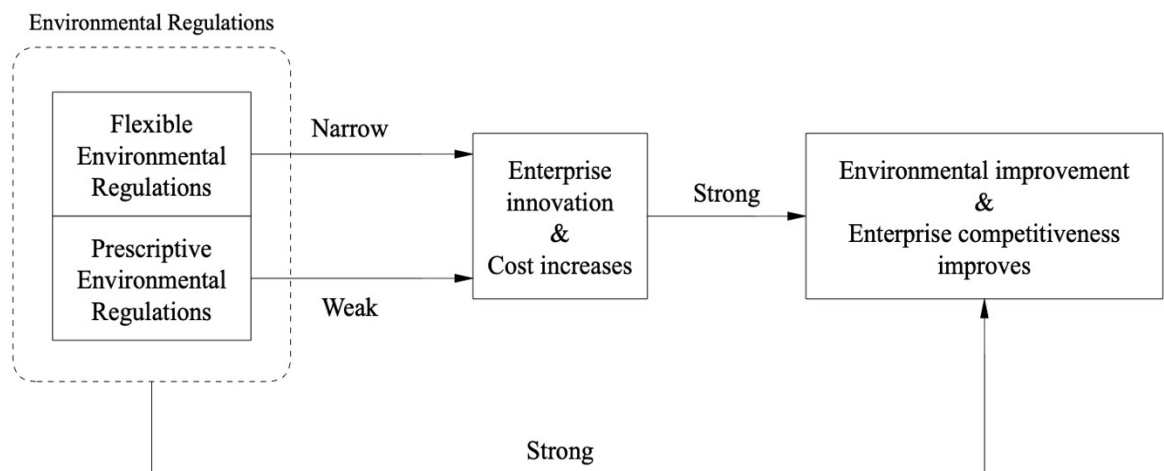 Environmental Regulations
Flexible
Environmental
Regulations
Prescriptive
Environmental
Regulations
Narrow
Weak
Enterprise
innovation
&
Cost increases
Strong
Environmental improvement
&
Enterprise competitiveness
improves
Strong